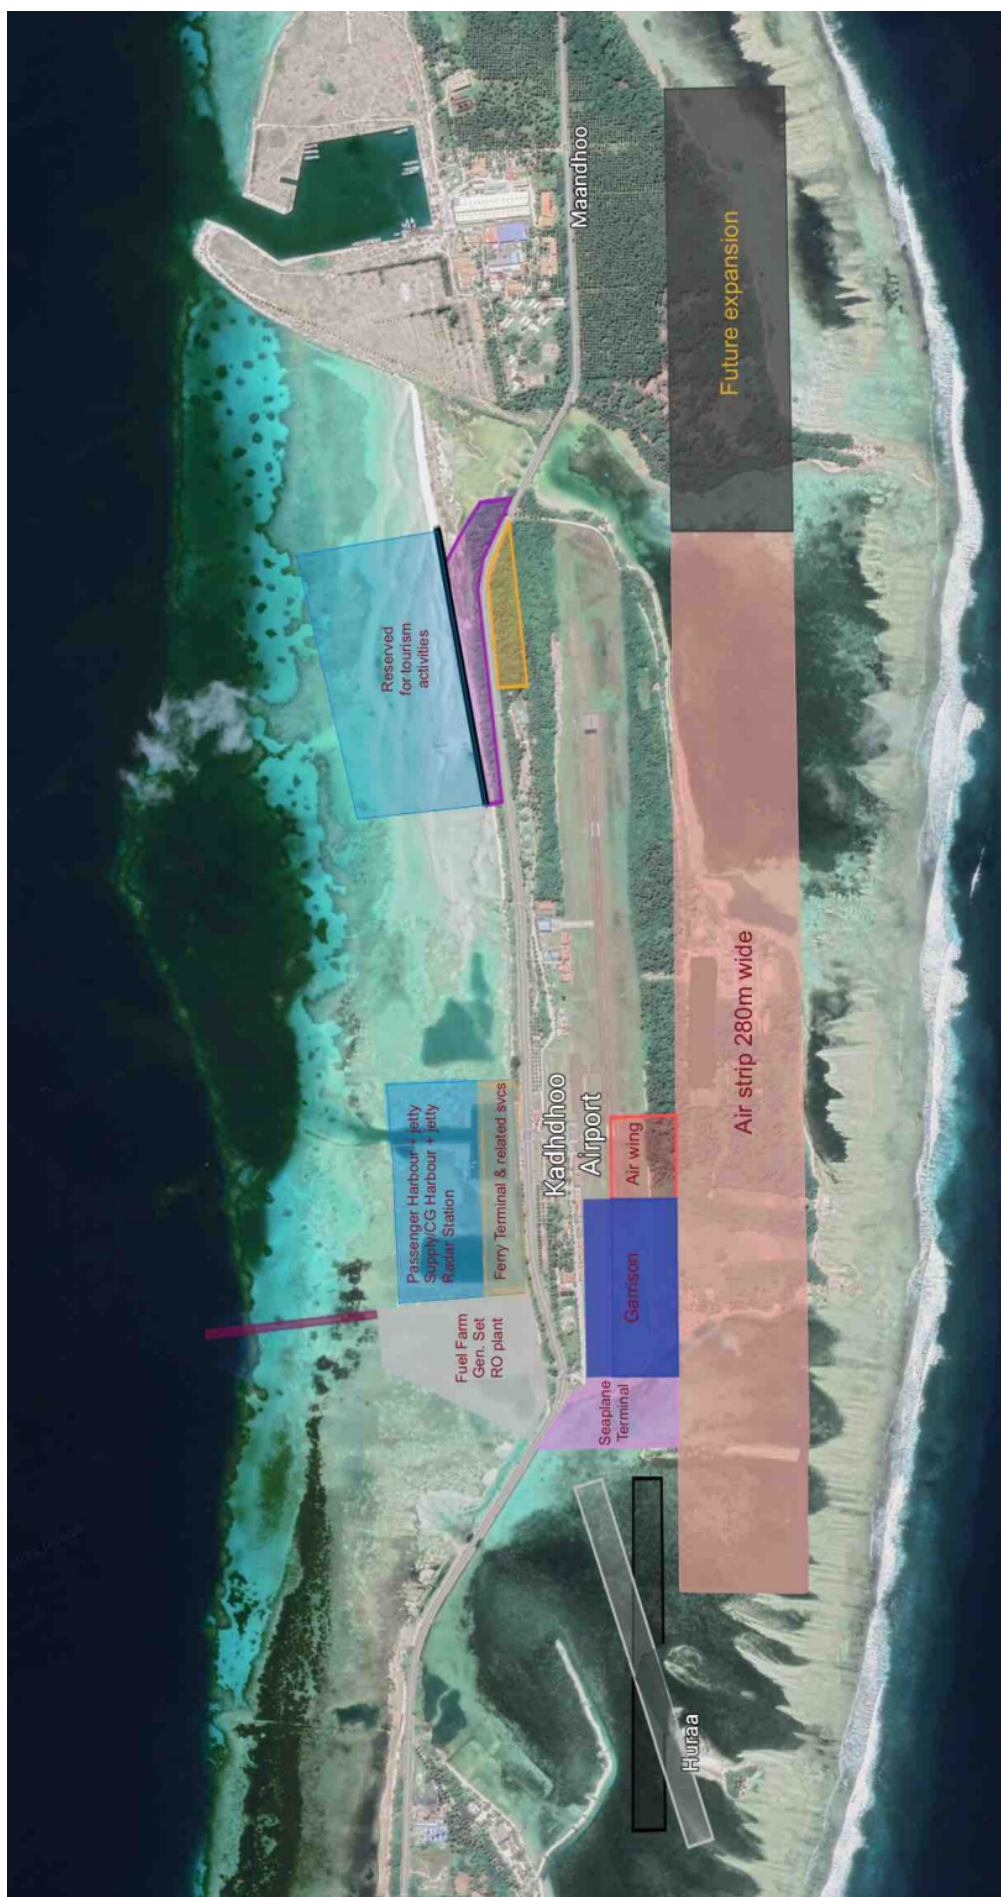 Maandhoo
Future expansion
Reserved
for tourism
activities
Air strip 280m wide
Kadhdhoo
Airport
Passenger Harbour + jetty
Supply/CG Harbour + jetty
Radar Station
Ferry Terminal & related svcs
Air wing
Garrison
Fuel Farm
Gen. Set
RO plant
Seaplane
Terminal
Huraa